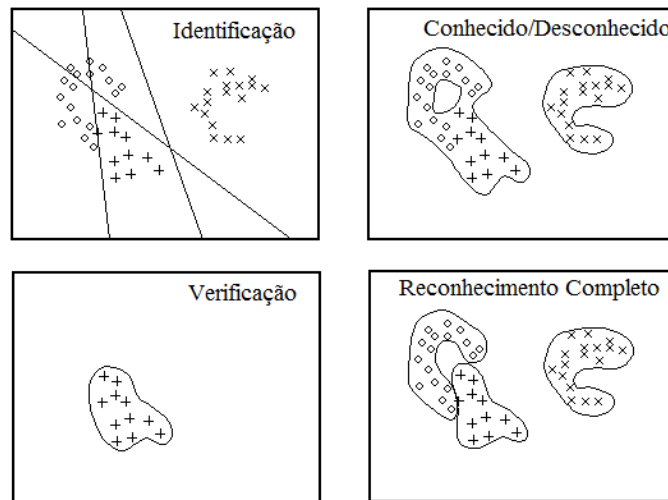 Identificação
Conhecido/Desconhecido
Verificação
Reconhecimento Completo